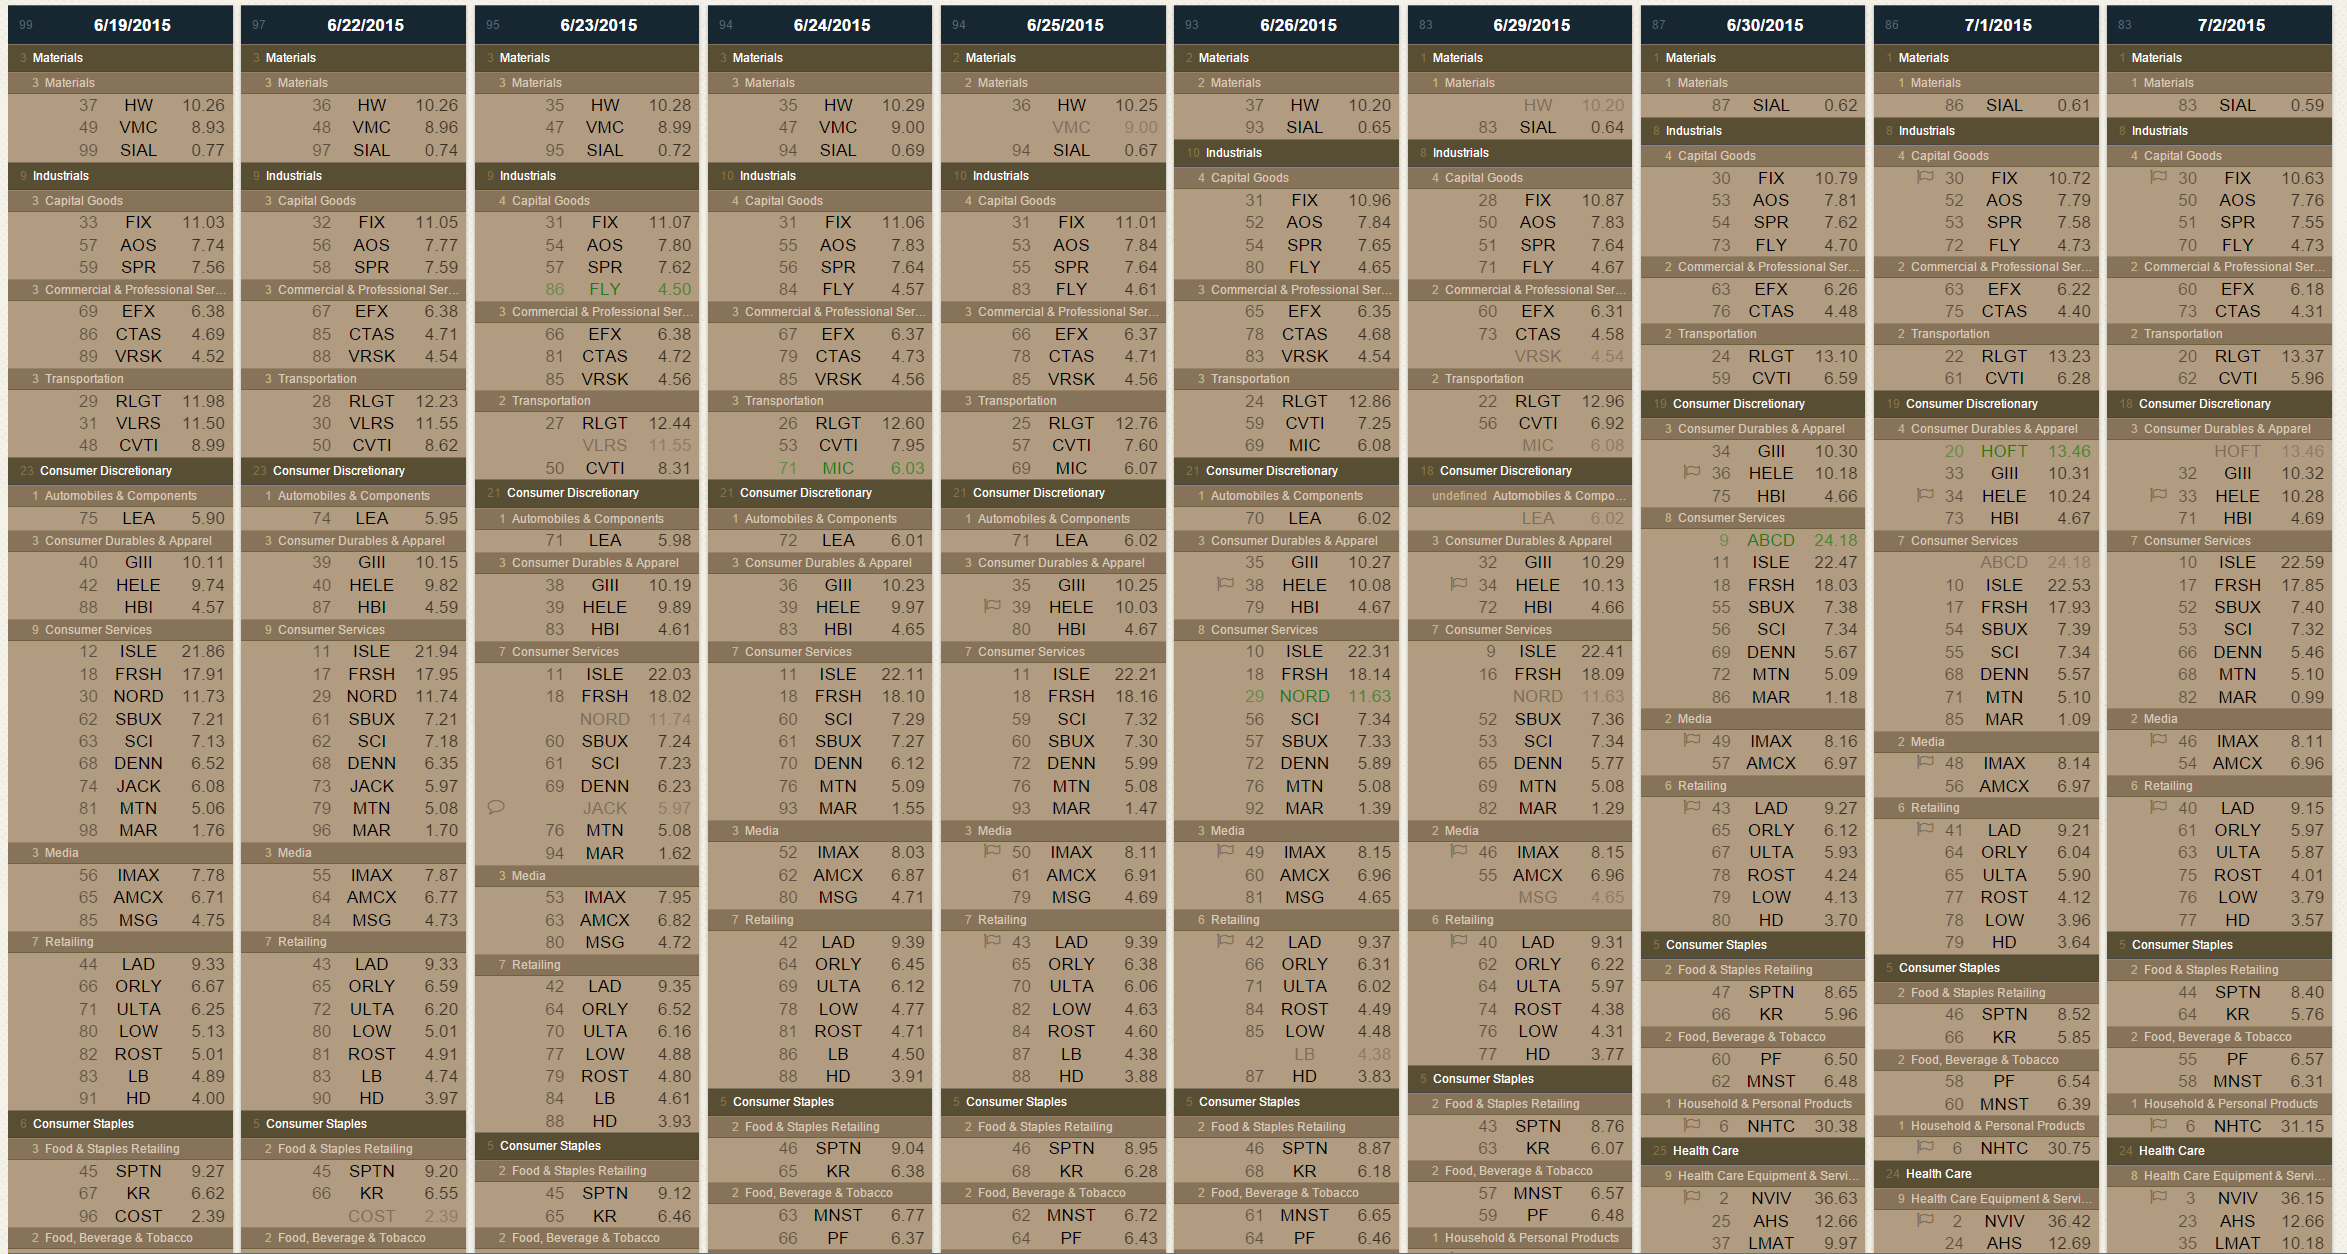 99 6/19/2015
3 Materials
3 Materials
37 HW 10.26
49 VMC 8.93
99 SIAL 0.77
9 Industrials
3 Capital Goods
33 FIX 11.03
57 AOS 7.74
59 SPR 7.56
3 Commercial & Professional Ser...
69 EFX 6.38
86 CTAS 4.69
89 VRSK 4.52
3 Transportation
29 RLGT 11.98
31 VLRS 11.50
48 CVTI 8.99
23 Consumer Discretionary
1 Automobiles & Components
75 LEA 5.90
3 Consumer Durables & Apparel
40 GIII 10.11
42 HELE 9.74
88 HBI 4.57
9 Consumer Services
12 ISLE 21.86
18 FRSH 17.91
30 NORD 11.73
62 SBUX 7.21
63 SCI 7.13
68 DENN 6.52
74 JACK 6.08
81 MTN 5.06
98 MAR 1.76
3 Media
56 IMAX 7.78
65 AMCX 6.71
85 MSG 4.75
7 Retailing
44 LAD 9.33
66 ORLY 6.67
71 ULTA 6.25
80 LOW 5.13
82 ROST 5.01
83 LB 4.89
91 HD 4.00
6 Consumer Staples
3 Food & Staples Retailing
45 SPTN 9.27
67 KR 6.62
96 COST 2.39
2 Food, Beverage & Tobacco
97 6/22/2015
3 Materials
3 Materials
36 HW 10.26
48 VMC 8.96
97 SIAL 0.74
9 Industrials
3 Capital Goods
32 FIX 11.05
56 AOS 7.77
58 SPR 7.59
3 Commercial & Professional Ser...
67 EFX 6.38
85 CTAS 4.71
88 VRSK 4.54
3 Transportation
28 RLGT 12.23
30 VLRS 11.55
50 CVTI 8.62
23 Consumer Discretionary
1 Automobiles & Components
74 LEA 5.95
3 Consumer Durables & Apparel
39 GIII 10.15
40 HELE 9.82
87 HBI 4.59
9 Consumer Services
11 ISLE 21.94
17 FRSH 17.95
29 NORD 11.74
61 SBUX 7.21
62 SCI 7.18
68 DENN 6.35
73 JACK 5.97
79 MTN 5.08
96 MAR 1.70
3 Media
55 IMAX 7.87
64 AMCX 6.77
84 MSG 4.73
7 Retailing
43 LAD 9.33
65 ORLY 6.59
72 ULTA 6.20
80 LOW 5.01
81 ROST 4.91
83 LB 4.74
90 HD 3.97
5 Consumer Staples
2 Food & Staples Retailing
45 SPTN 9.20
66 KR 6.55
COST 2.39
2 Food, Beverage & Tobacco
95 6/23/2015
3 Materials
3 Materials
35 HW 10.28
47 VMC 8.99
95 SIAL 0.72
9 Industrials
4 Capital Goods
31 FIX 11.07
54 AOS 7.80
57 SPR 7.62
86 FLY 4.50
3 Commercial & Professional Ser...
66 EFX 6.38
81 CTAS 4.72
85 VRSK 4.56
2 Transportation
27 RLGT 12.44
VLRS 11.55
50 CVTI 8.31
21 Consumer Discretionary
1 Automobiles & Components
71 LEA 5.98
3 Consumer Durables & Apparel
38 GIII 10.19
39 HELE 9.89
83 HBI 4.61
7 Consumer Services
11 ISLE 22.03
18 FRSH 18.02
NORD 11.74
60 SBUX 7.24
61 SCI 7.23
69 DENN 6.23
JACK 5.97
76 MTN 5.08
94 MAR 1.62
3 Media
53 IMAX 7.95
63 AMCX 6.82
80 MSG 4.72
7 Retailing
42 LAD 9.35
64 ORLY 6.52
70 ULTA 6.16
77 LOW 4.88
79 ROST 4.80
84 LB 4.61
88 HD 3.93
5 Consumer Staples
2 Food & Staples Retailing
45 SPTN 9.12
65 KR 6.46
2 Food, Beverage & Tobacco
94 6/24/2015
3 Materials
3 Materials
35 HW 10.29
47 VMC 9.00
94 SIAL 0.69
10 Industrials
4 Capital Goods
31 FIX 11.06
55 AOS 7.83
56 SPR 7.64
84 FLY 4.57
3 Commercial & Professional Ser...
67 EFX 6.37
79 CTAS 4.73
85 VRSK 4.56
3 Transportation
26 RLGT 12.60
53 CVTI 7.95
71 MIC 6.03
21 Consumer Discretionary
1 Automobiles & Components
72 LEA 6.01
3 Consumer Durables & Apparel
36 GIII 10.23
39 HELE 9.97
83 HBI 4.65
7 Consumer Services
11 ISLE 22.11
18 FRSH 18.10
60 SCI 7.29
61 SBUX 7.27
70 DENN 6.12
76 MTN 5.09
93 MAR 1.55
3 Media
52 IMAX 8.03
62 AMCX 6.87
80 MSG 4.71
7 Retailing
42 LAD 9.39
64 ORLY 6.45
69 ULTA 6.12
78 LOW 4.77
81 ROST 4.71
86 LB 4.50
88 HD 3.91
5 Consumer Staples
2 Food & Staples Retailing
46 SPTN 9.04
65 KR 6.38
2 Food, Beverage & Tobacco
63 MNST 6.77
66 PF 6.37
94 6/25/2015
2 Materials
2 Materials
36 HW 10.25
VMC 9.00
94 SIAL 0.67
10 Industrials
4 Capital Goods
31 FIX 11.01
53 AOS 7.84
55 SPR 7.64
83 FLY 4.61
3 Commercial & Professional Ser...
66 EFX 6.37
78 CTAS 4.71
85 VRSK 4.56
3 Transportation
25 RLGT 12.76
57 CVTI 7.60
69 MIC 6.07
21 Consumer Discretionary
1 Automobiles & Components
71 LEA 6.02
3 Consumer Durables & Apparel
35 GIII 10.25
39 HELE 10.03
80 HBI 4.67
7 Consumer Services
11 ISLE 22.21
18 FRSH 18.16
59 SCI 7.32
60 SBUX 7.30
72 DENN 5.99
76 MTN 5.08
93 MAR 1.47
3 Media
50 IMAX 8.11
61 AMCX 6.91
79 MSG 4.69
7 Retailing
43 LAD 9.39
65 ORLY 6.38
70 ULTA 6.06
82 LOW 4.63
84 ROST 4.60
87 LB 4.38
88 HD 3.88
5 Consumer Staples
2 Food & Staples Retailing
46 SPTN 8.95
68 KR 6.28
2 Food, Beverage & Tobacco
62 MNST 6.72
64 PF 6.43
93 6/26/2015
2 Materials
2 Materials
37 HW 10.20
93 SIAL 0.65
10 Industrials
4 Capital Goods
31 FIX 10.96
52 AOS 7.84
54 SPR 7.65
80 FLY 4.65
3 Commercial & Professional Ser...
65 EFX 6.35
78 CTAS 4.68
83 VRSK 4.54
3 Transportation
24 RLGT 12.86
59 CVTI 7.25
69 MIC 6.08
21 Consumer Discretionary
1 Automobiles & Components
70 LEA 6.02
3 Consumer Durables & Apparel
35 GIII 10.27
38 HELE 10.08
79 HBI 4.67
8 Consumer Services
10 ISLE 22.31
18 FRSH 18.14
29 NORD 11.63
56 SCI 7.34
57 SBUX 7.33
72 DENN 5.89
76 MTN 5.08
92 MAR 1.39
3 Media
49 IMAX 8.15
60 AMCX 6.96
81 MSG 4.65
6 Retailing
42 LAD 9.37
66 ORLY 6.31
71 ULTA 6.02
84 ROST 4.49
85 LOW 4.48
LB 4.38
87 HD 3.83
5 Consumer Staples
2 Food & Staples Retailing
46 SPTN 8.87
68 KR 6.18
2 Food, Beverage & Tobacco
61 MNST 6.65
64 PF 6.46
83 6/29/2015
1 Materials
1 Materials
HW 10.20
83 SIAL 0.64
8 Industrials
4 Capital Goods
28 FIX 10.87
50 AOS 7.83
51 SPR 7.64
71 FLY 4.67
2 Commercial & Professional Ser...
60 EFX 6.31
73 CTAS 4.58
VRSK 4.54
2 Transportation
22 RLGT 12.96
56 CVTI 6.92
MIC 6.08
18 Consumer Discretionary
undefined Automobiles & Compo...
LEA 6.02
3 Consumer Durables & Apparel
32 GIII 10.29
34 HELE 10.13
72 HBI 4.66
7 Consumer Services
9 ISLE 22.41
16 FRSH 18.09
NORD 11.63
52 SBUX 7.36
53 SCI 7.34
65 DENN 5.77
69 MTN 5.08
82 MAR 1.29
2 Media
46 IMAX 8.15
55 AMCX 6.96
MSG 4.65
6 Retailing
40 LAD 9.31
62 ORLY 6.22
64 ULTA 5.97
74 ROST 4.38
76 LOW 4.31
77 HD 3.77
5 Consumer Staples
2 Food & Staples Retailing
43 SPTN 8.76
63 KR 6.07
2 Food, Beverage & Tobacco
57 MNST 6.57
59 PF 6.48
1 Household & Personal Products
87 6/30/2015
1 Materials
1 Materials
87 SIAL 0.62
8 Industrials
4 Capital Goods
30 FIX 10.79
53 AOS 7.81
54 SPR 7.62
73 FLY 4.70
2 Commercial & Professional Ser...
63 EFX 6.26
76 CTAS 4.48
2 Transportation
24 RLGT 13.10
59 CVTI 6.59
19 Consumer Discretionary
3 Consumer Durables & Apparel
34 GIII 10.30
36 HELE 10.18
75 HBI 4.66
8 Consumer Services
9 ABCD 24.18
11 ISLE 22.47
18 FRSH 18.03
55 SBUX 7.38
56 SCI 7.34
69 DENN 5.67
72 MTN 5.09
86 MAR 1.18
2 Media
49 IMAX 8.16
57 AMCX 6.97
6 Retailing
43 LAD 9.27
65 ORLY 6.12
67 ULTA 5.93
78 ROST 4.24
79 LOW 4.13
80 HD 3.70
5 Consumer Staples
2 Food & Staples Retailing
47 SPTN 8.65
66 KR 5.96
2 Food, Beverage & Tobacco
60 PF 6.50
62 MNST 6.48
1 Household & Personal Products
6 NHTC 30.38
25 Health Care
9 Health Care Equipment & Servi...
2 NVIV 36.63
25 AHS 12.66
37 LMAT 9.97
86 7/1/2015
1 Materials
1 Materials
86 SIAL 0.61
8 Industrials
4 Capital Goods
30 FIX 10.72
52 AOS 7.79
53 SPR 7.58
72 FLY 4.73
2 Commercial & Professional Ser...
63 EFX 6.22
75 CTAS 4.40
2 Transportation
22 RLGT 13.23
61 CVTI 6.28
19 Consumer Discretionary
4 Consumer Durables & Apparel
20 HOFT 13.46
33 GIII 10.31
34 HELE 10.24
73 HBI 4.67
7 Consumer Services
ABCD 24.18
10 ISLE 22.53
17 FRSH 17.93
54 SBUX 7.39
55 SCI 7.34
68 DENN 5.57
71 MTN 5.10
85 MAR 1.09
2 Media
48 IMAX 8.14
56 AMCX 6.97
6 Retailing
41 LAD 9.21
64 ORLY 6.04
65 ULTA 5.90
77 ROST 4.12
78 LOW 3.96
79 HD 3.64
5 Consumer Staples
2 Food & Staples Retailing
46 SPTN 8.52
66 KR 5.85
2 Food, Beverage & Tobacco
58 PF 6.54
60 MNST 6.39
1 Household & Personal Products
6 NHTC 30.75
24 Health Care
9 Health Care Equipment & Servi...
2 NVIV 36.42
24 AHS 12.69
83 7/2/2015
1 Materials
1 Materials
83 SIAL 0.59
8 Industrials
4 Capital Goods
30 FIX 10.63
50 AOS 7.76
51 SPR 7.55
70 FLY 4.73
2 Commercial & Professional Ser...
60 EFX 6.18
73 CTAS 4.31
2 Transportation
20 RLGT 13.37
62 CVTI 5.96
18 Consumer Discretionary
3 Consumer Durables & Apparel
HOFT 13.46
32 GIII 10.32
33 HELE 10.28
71 HBI 4.69
7 Consumer Services
10 ISLE 22.59
17 FRSH 17.85
52 SBUX 7.40
53 SCI 7.32
66 DENN 5.46
68 MTN 5.10
82 MAR 0.99
2 Media
46 IMAX 8.11
54 AMCX 6.96
6 Retailing
40 LAD 9.15
61 ORLY 5.97
63 ULTA 5.87
75 ROST 4.01
76 LOW 3.79
77 HD 3.57
5 Consumer Staples
2 Food & Staples Retailing
44 SPTN 8.40
64 KR 5.76
2 Food, Beverage & Tobacco
55 PF 6.57
58 MNST 6.31
1 Household & Personal Products
6 NHTC 31.15
24 Health Care
8 Health Care Equipment & Servi...
3 NVIV 36.15
23 AHS 12.66
35 LMAT 10.18